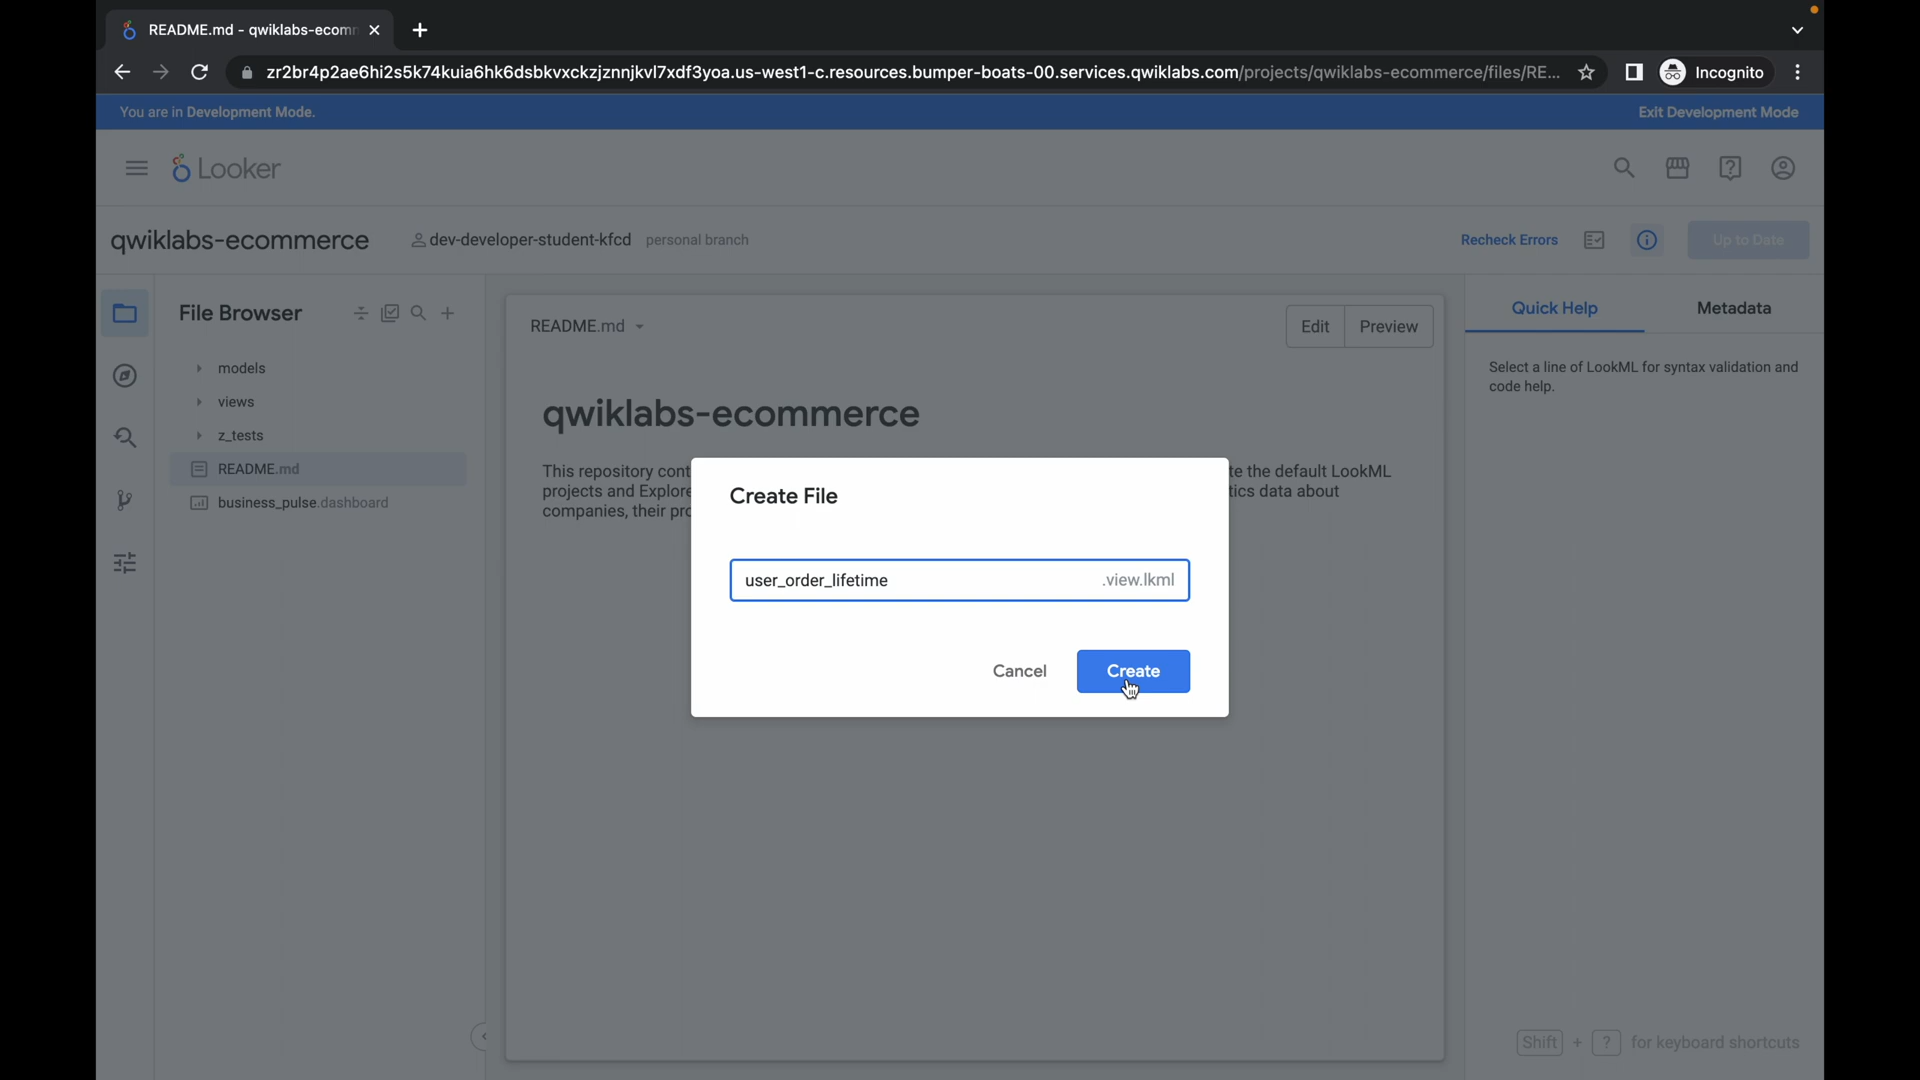 README.md - qwiklabs-ecom
zr2br4p2ae6hi2s5k74kuia6hk6dsbkvxckzjznnjkvl7xdf3yoa.us-west1-c.resources.bumper-boats-00.services.qwiklabs.com/projects/qwiklabs-ecommerce/files/RE...
Incognito
You are in Development Mode.
Exit Development Mode
Looker
qwiklabs-ecommerce
dev-developer-student-kfcd personal branch
Recheck Errors
Up to Date
File Browser
models
views
z_tests
README.md
business_pulse.dashboard
README.md
Edit
Preview
qwiklabs-ecommerce
This repository cont
te the default LookML
projects and Explore
tics data about
companies, their pro
Create File
user_order_lifetime
.view.lkml
Cancel
Create
Quick Help
Metadata
Select a line of LookML for syntax validation and
code help.
Shift + ? for keyboard shortcuts